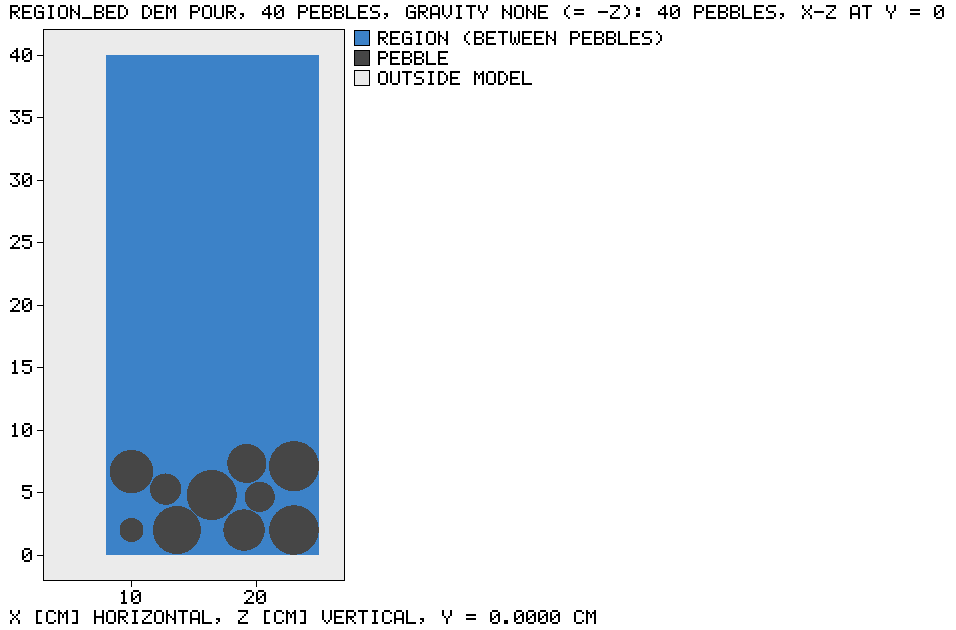 REGION_BED DEM POUR, 40 PEBBLES, GRAVITY NONE (= -Z): 40 PEBBLES, X-Z AT Y = 0
REGION (BETWEEN PEBBLES)
PEBBLE
OUTSIDE MODEL
40
35
30
25
20
15
10
5
0
10 20
X [CM] HORIZONTAL, Z [CM] VERTICAL, Y = 0.0000 CM